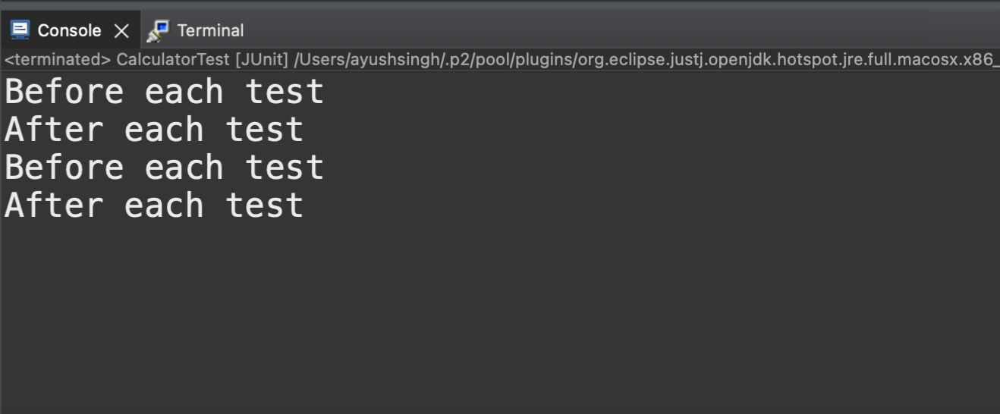 Console
Terminal
<terminated> CalculatorTest [JUnit] /Users/ayushsingh/.p2/pool/plugins/org.eclipse.justj.openjdk.hotspot.jre.full.macosx.x86_
Before each test
After each test
Before each test
After each test